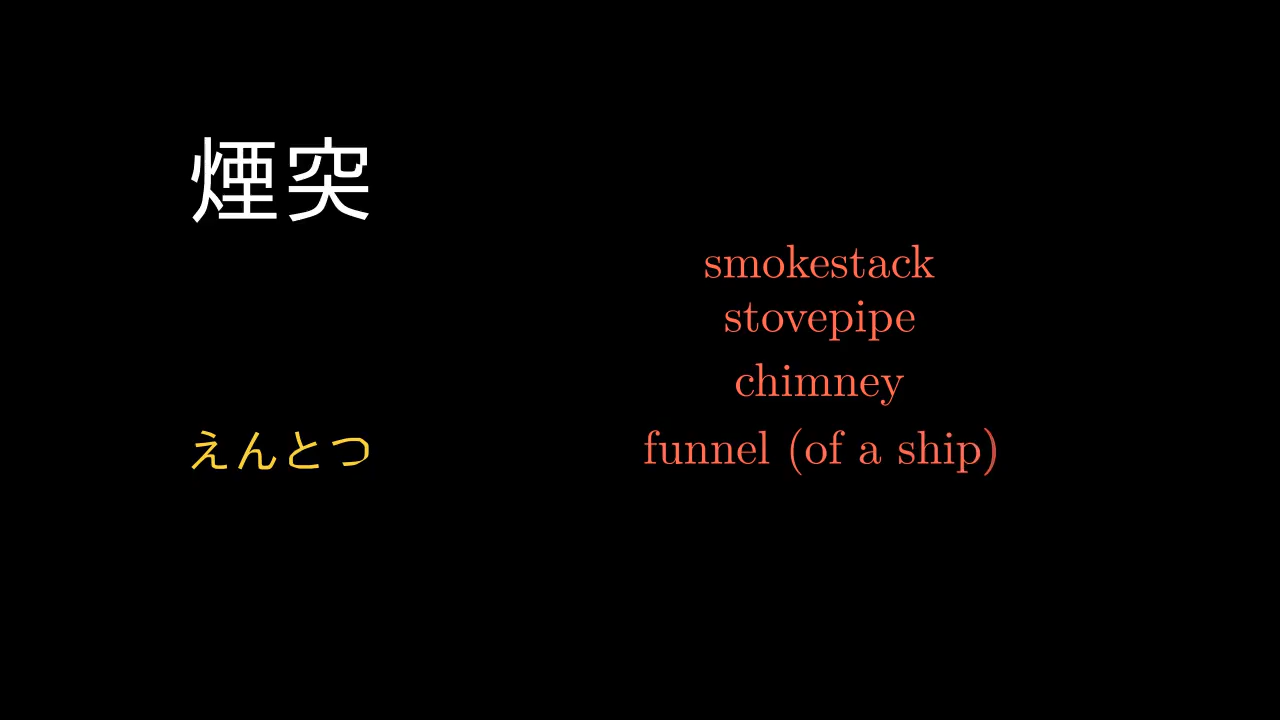 煙突
えんとつ
smokestack
stovepipe
chimney
funnel (of a ship)